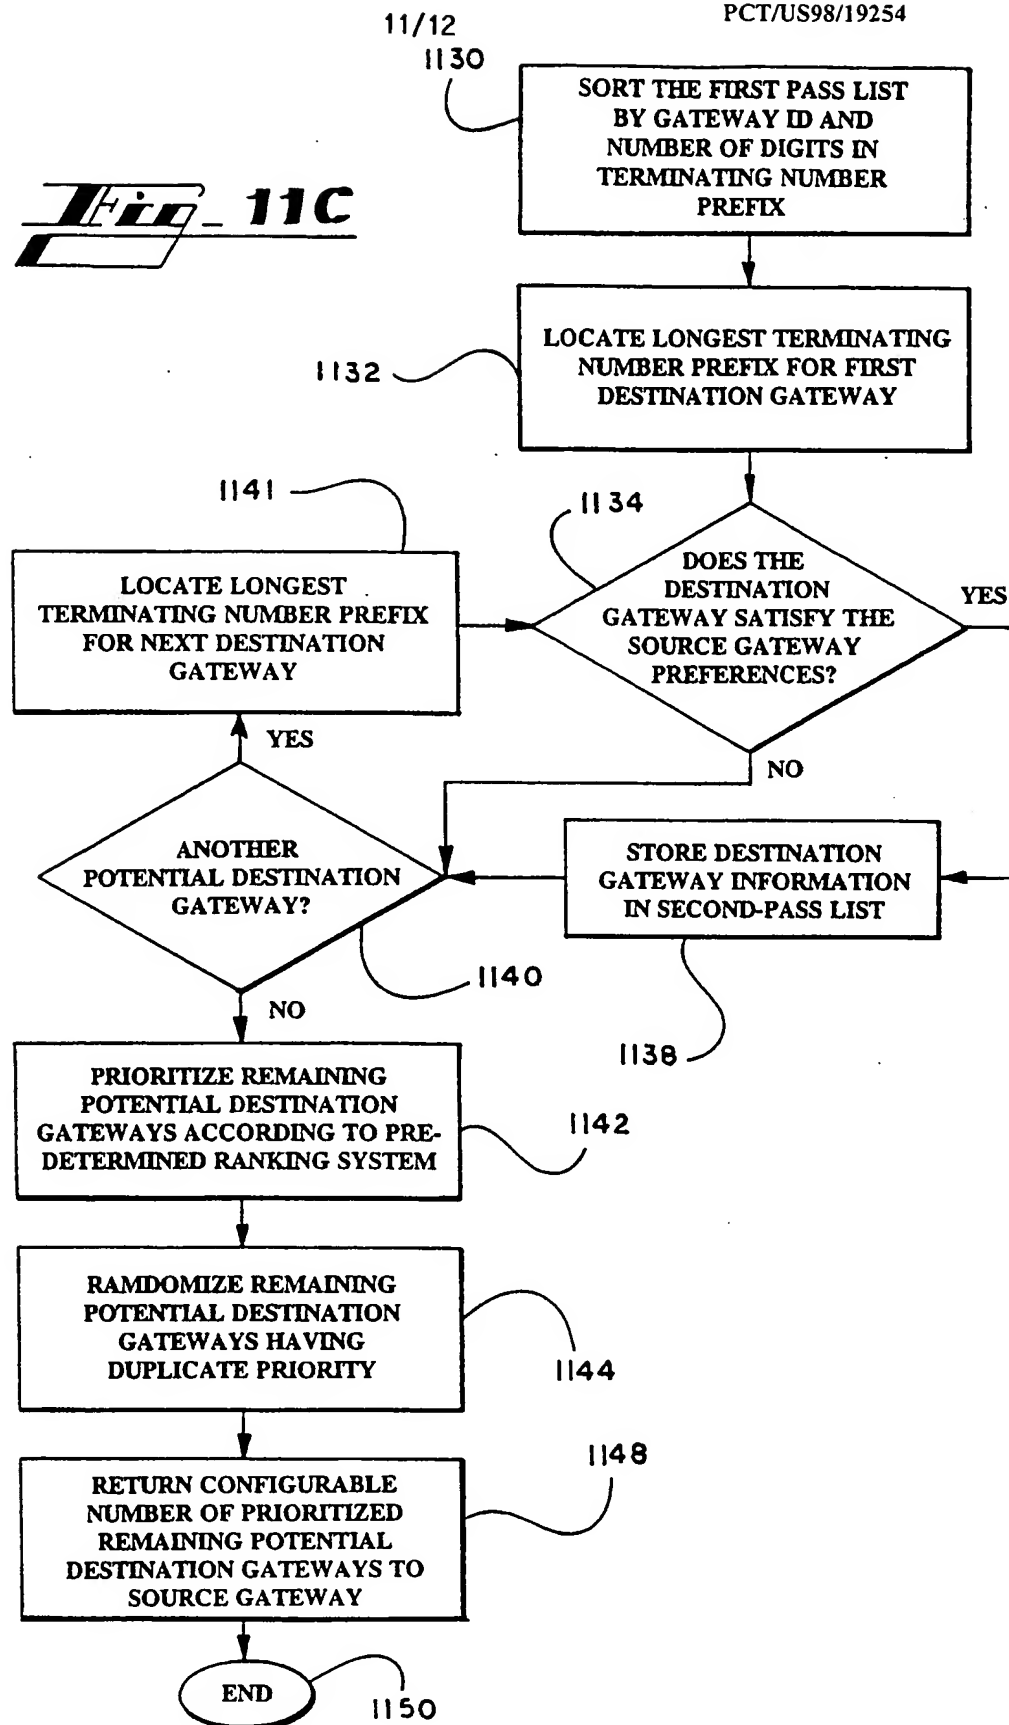 PCT/US98/19254
11/12
Fig_ 11C
1130
SORT THE FIRST PASS LIST
BY GATEWAY ID AND
NUMBER OF DIGITS IN
TERMINATING NUMBER
PREFIX
1132
LOCATE LONGEST TERMINATING
NUMBER PREFIX FOR FIRST
DESTINATION GATEWAY
1134
DOES THE
DESTINATION
GATEWAY SATISFY THE
SOURCE GATEWAY
PREFERENCES?
YES
NO
1141
LOCATE LONGEST
TERMINATING NUMBER PREFIX
FOR NEXT DESTINATION
GATEWAY
YES
ANOTHER
POTENTIAL DESTINATION
GATEWAY?
1140
NO
STORE DESTINATION
GATEWAY INFORMATION
IN SECOND-PASS LIST
1138
PRIORITIZE REMAINING
POTENTIAL DESTINATION
GATEWAYS ACCORDING TO PRE-
DETERMINED RANKING SYSTEM
1142
RAMDOMIZE REMAINING
POTENTIAL DESTINATION
GATEWAYS HAVING
DUPLICATE PRIORITY
1144
RETURN CONFIGURABLE
NUMBER OF PRIORITIZED
REMAINING POTENTIAL
DESTINATION GATEWAYS TO
SOURCE GATEWAY
1148
END
1150